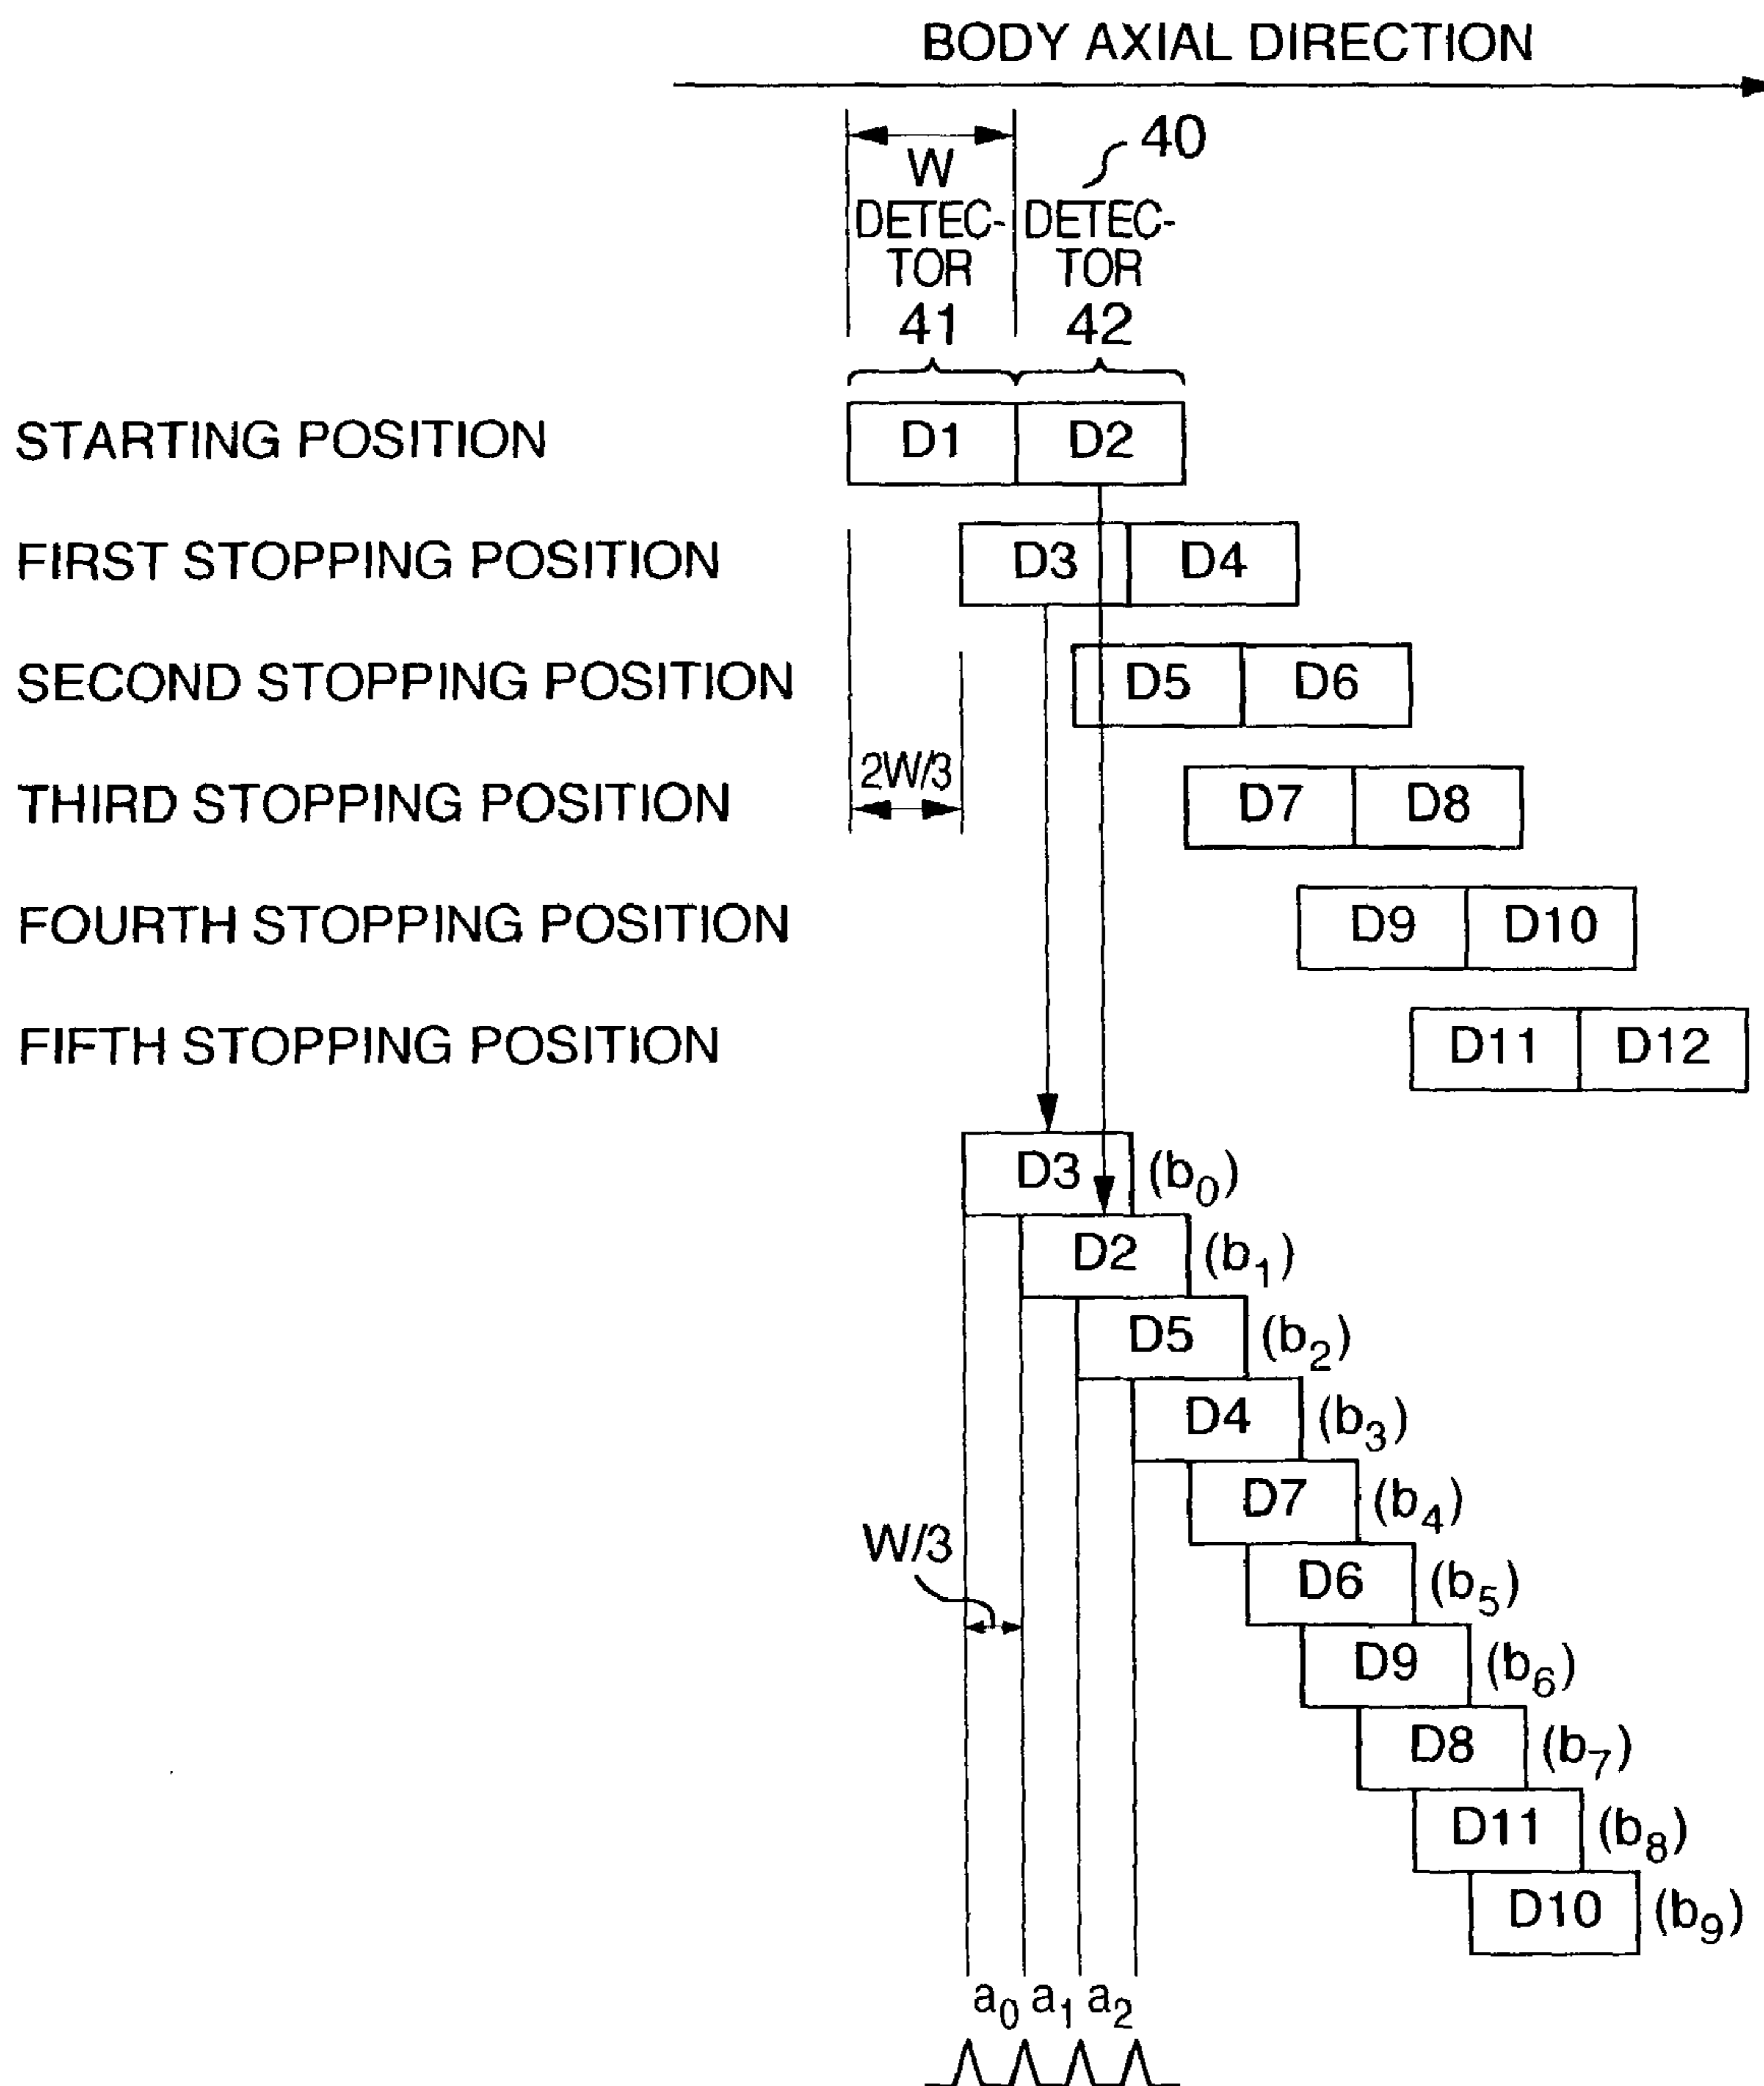 BODY AXIAL DIRECTION
40
W
DETEC-
TOR
41
DETEC-
TOR
42
STARTING POSITION
D1 D2
FIRST STOPPING POSITION
D3 D4
SECOND STOPPING POSITION
D5 D6
2W/3
THIRD STOPPING POSITION
D7 D8
FOURTH STOPPING POSITION
D9 D10
FIFTH STOPPING POSITION
D11 D12
D3 (b₀)
D2 (b₁)
D5 (b₂)
D4 (b₃)
D7 (b₄)
W/3
D6 (b₅)
D9 (b₆)
D8 (b₇)
D11 (b₈)
D10 (b₉)
a₀ a₁ a₂